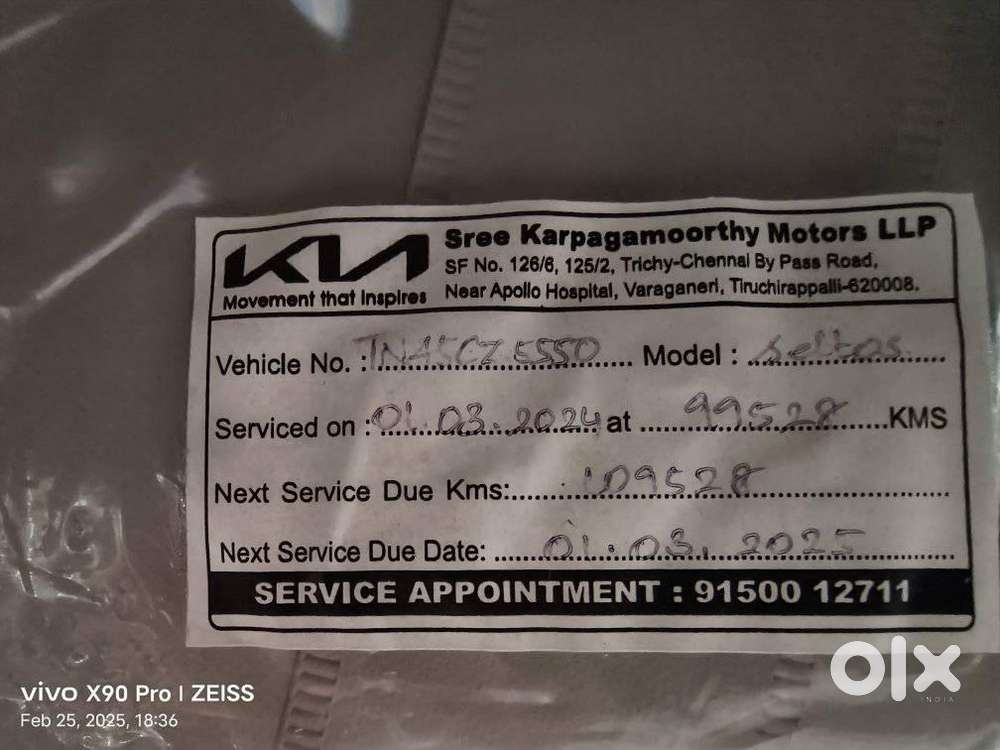 KIA Sree Karpagamoorthy Motors LLP
SF No. 126/6, 125/2, Trichy-Chennai By Pass Road,
Movement that Inspires Near Apollo Hospital, Varaganeri, Tiruchirappalli-620008.
Vehicle No. : TN45CZ5550 Model : Seltos
Serviced on : 01.03.2024 at 99528 KMS
Next Service Due Kms: 109528
Next Service Due Date: 01.03.2025
SERVICE APPOINTMENT : 91500 12711
olx
INDIA
vivo X90 Pro | ZEISS
Feb 25, 2025, 18:36